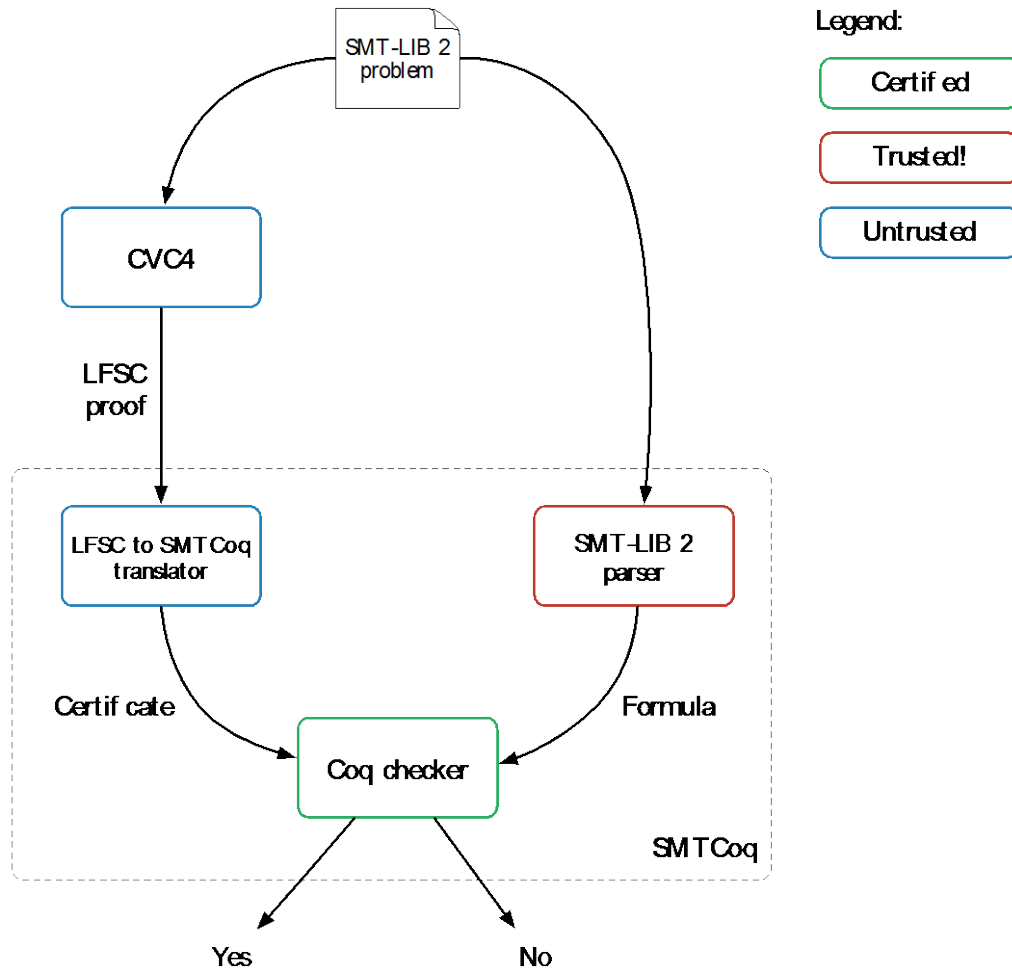 SMT-LIB 2
problem
Legend:
Certif ed
Trusted!
Untrusted
CVC4
LFSC
proof
LFSC to SMTCoq
translator
SMT-LIB 2
parser
Certif cate
Formula
Coq checker
SMTCoq
Yes
No